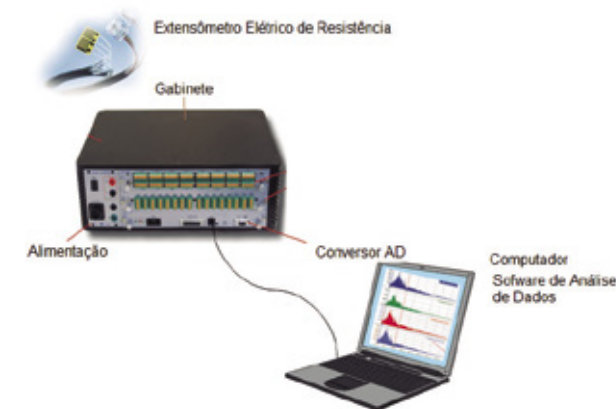 Extensômetro Elétrico de Resistência
Gabinete
Alimentação
Conversor AD
Computador
Sofware de Análise
de Dados